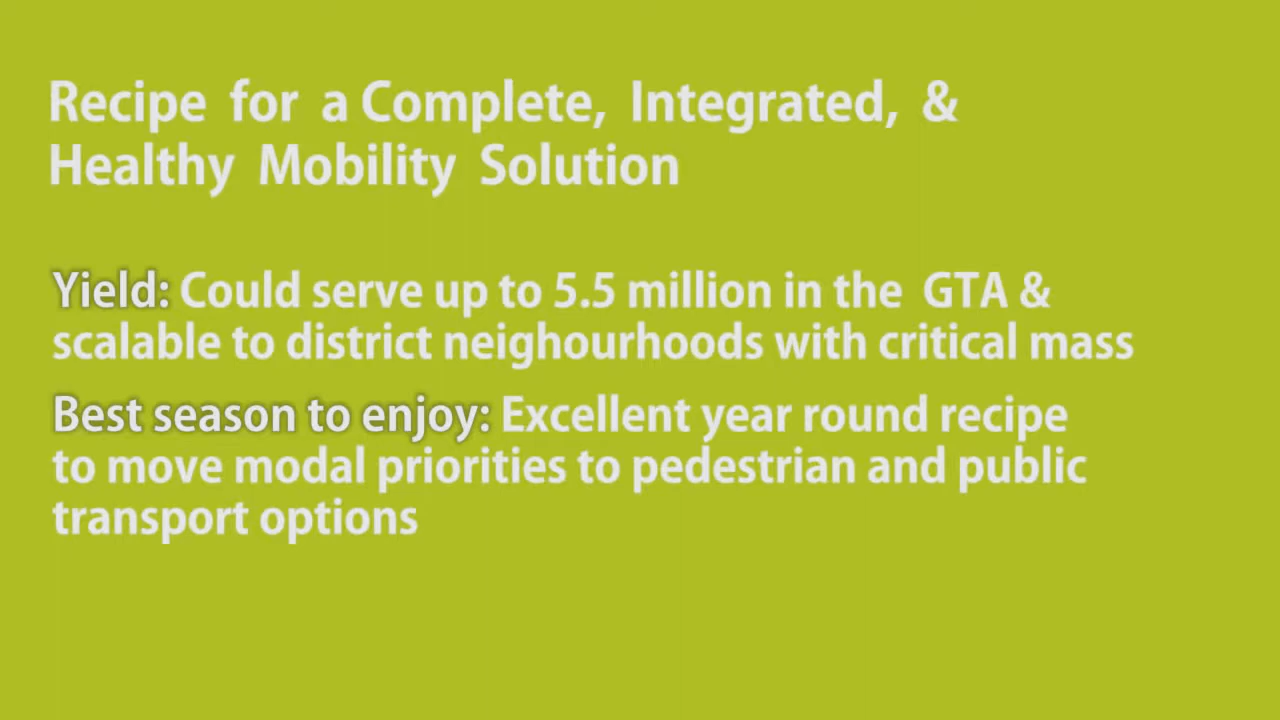 Recipe for a Complete, Integrated, &
Healthy Mobility Solution
Yield: Could serve up to 5.5 million in the GTA &
scalable to district neighourhoods with critical mass
Best season to enjoy: Excellent year round recipe
to move modal priorities to pedestrian and public
transport options